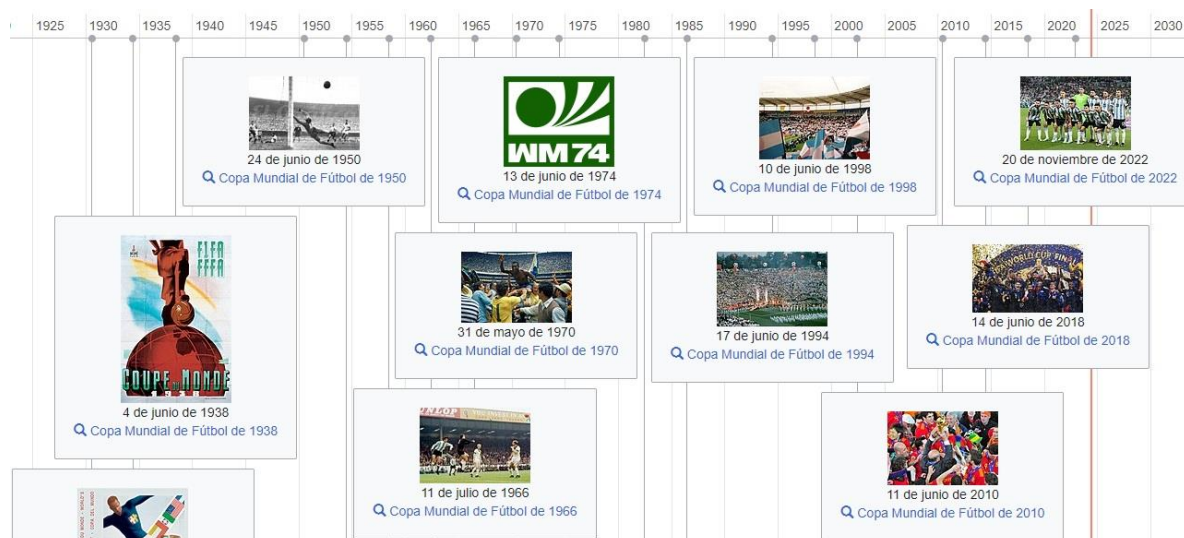 1925 1930 1935 1940 1945 1950 1955 1960 1965 1970 1975 1980 1985 1990 1995 2000 2005 2010 2015 2020 2025 2030
24 de junio de 1950
Copa Mundial de Fútbol de 1950
WM 74
13 de junio de 1974
Copa Mundial de Fútbol de 1974
10 de junio de 1998
Copa Mundial de Fútbol de 1998
20 de noviembre de 2022
Copa Mundial de Fútbol de 2022
FIFA
FFFA
COUPE DU MONDE
1938
4 de junio de 1938
Copa Mundial de Fútbol de 1938
31 de mayo de 1970
Copa Mundial de Fútbol de 1970
17 de junio de 1994
Copa Mundial de Fútbol de 1994
WORLD CUP FINAL
14 de junio de 2018
Copa Mundial de Fútbol de 2018
DUNLOP
11 de julio de 1966
Copa Mundial de Fútbol de 1966
11 de junio de 2010
Copa Mundial de Fútbol de 2010